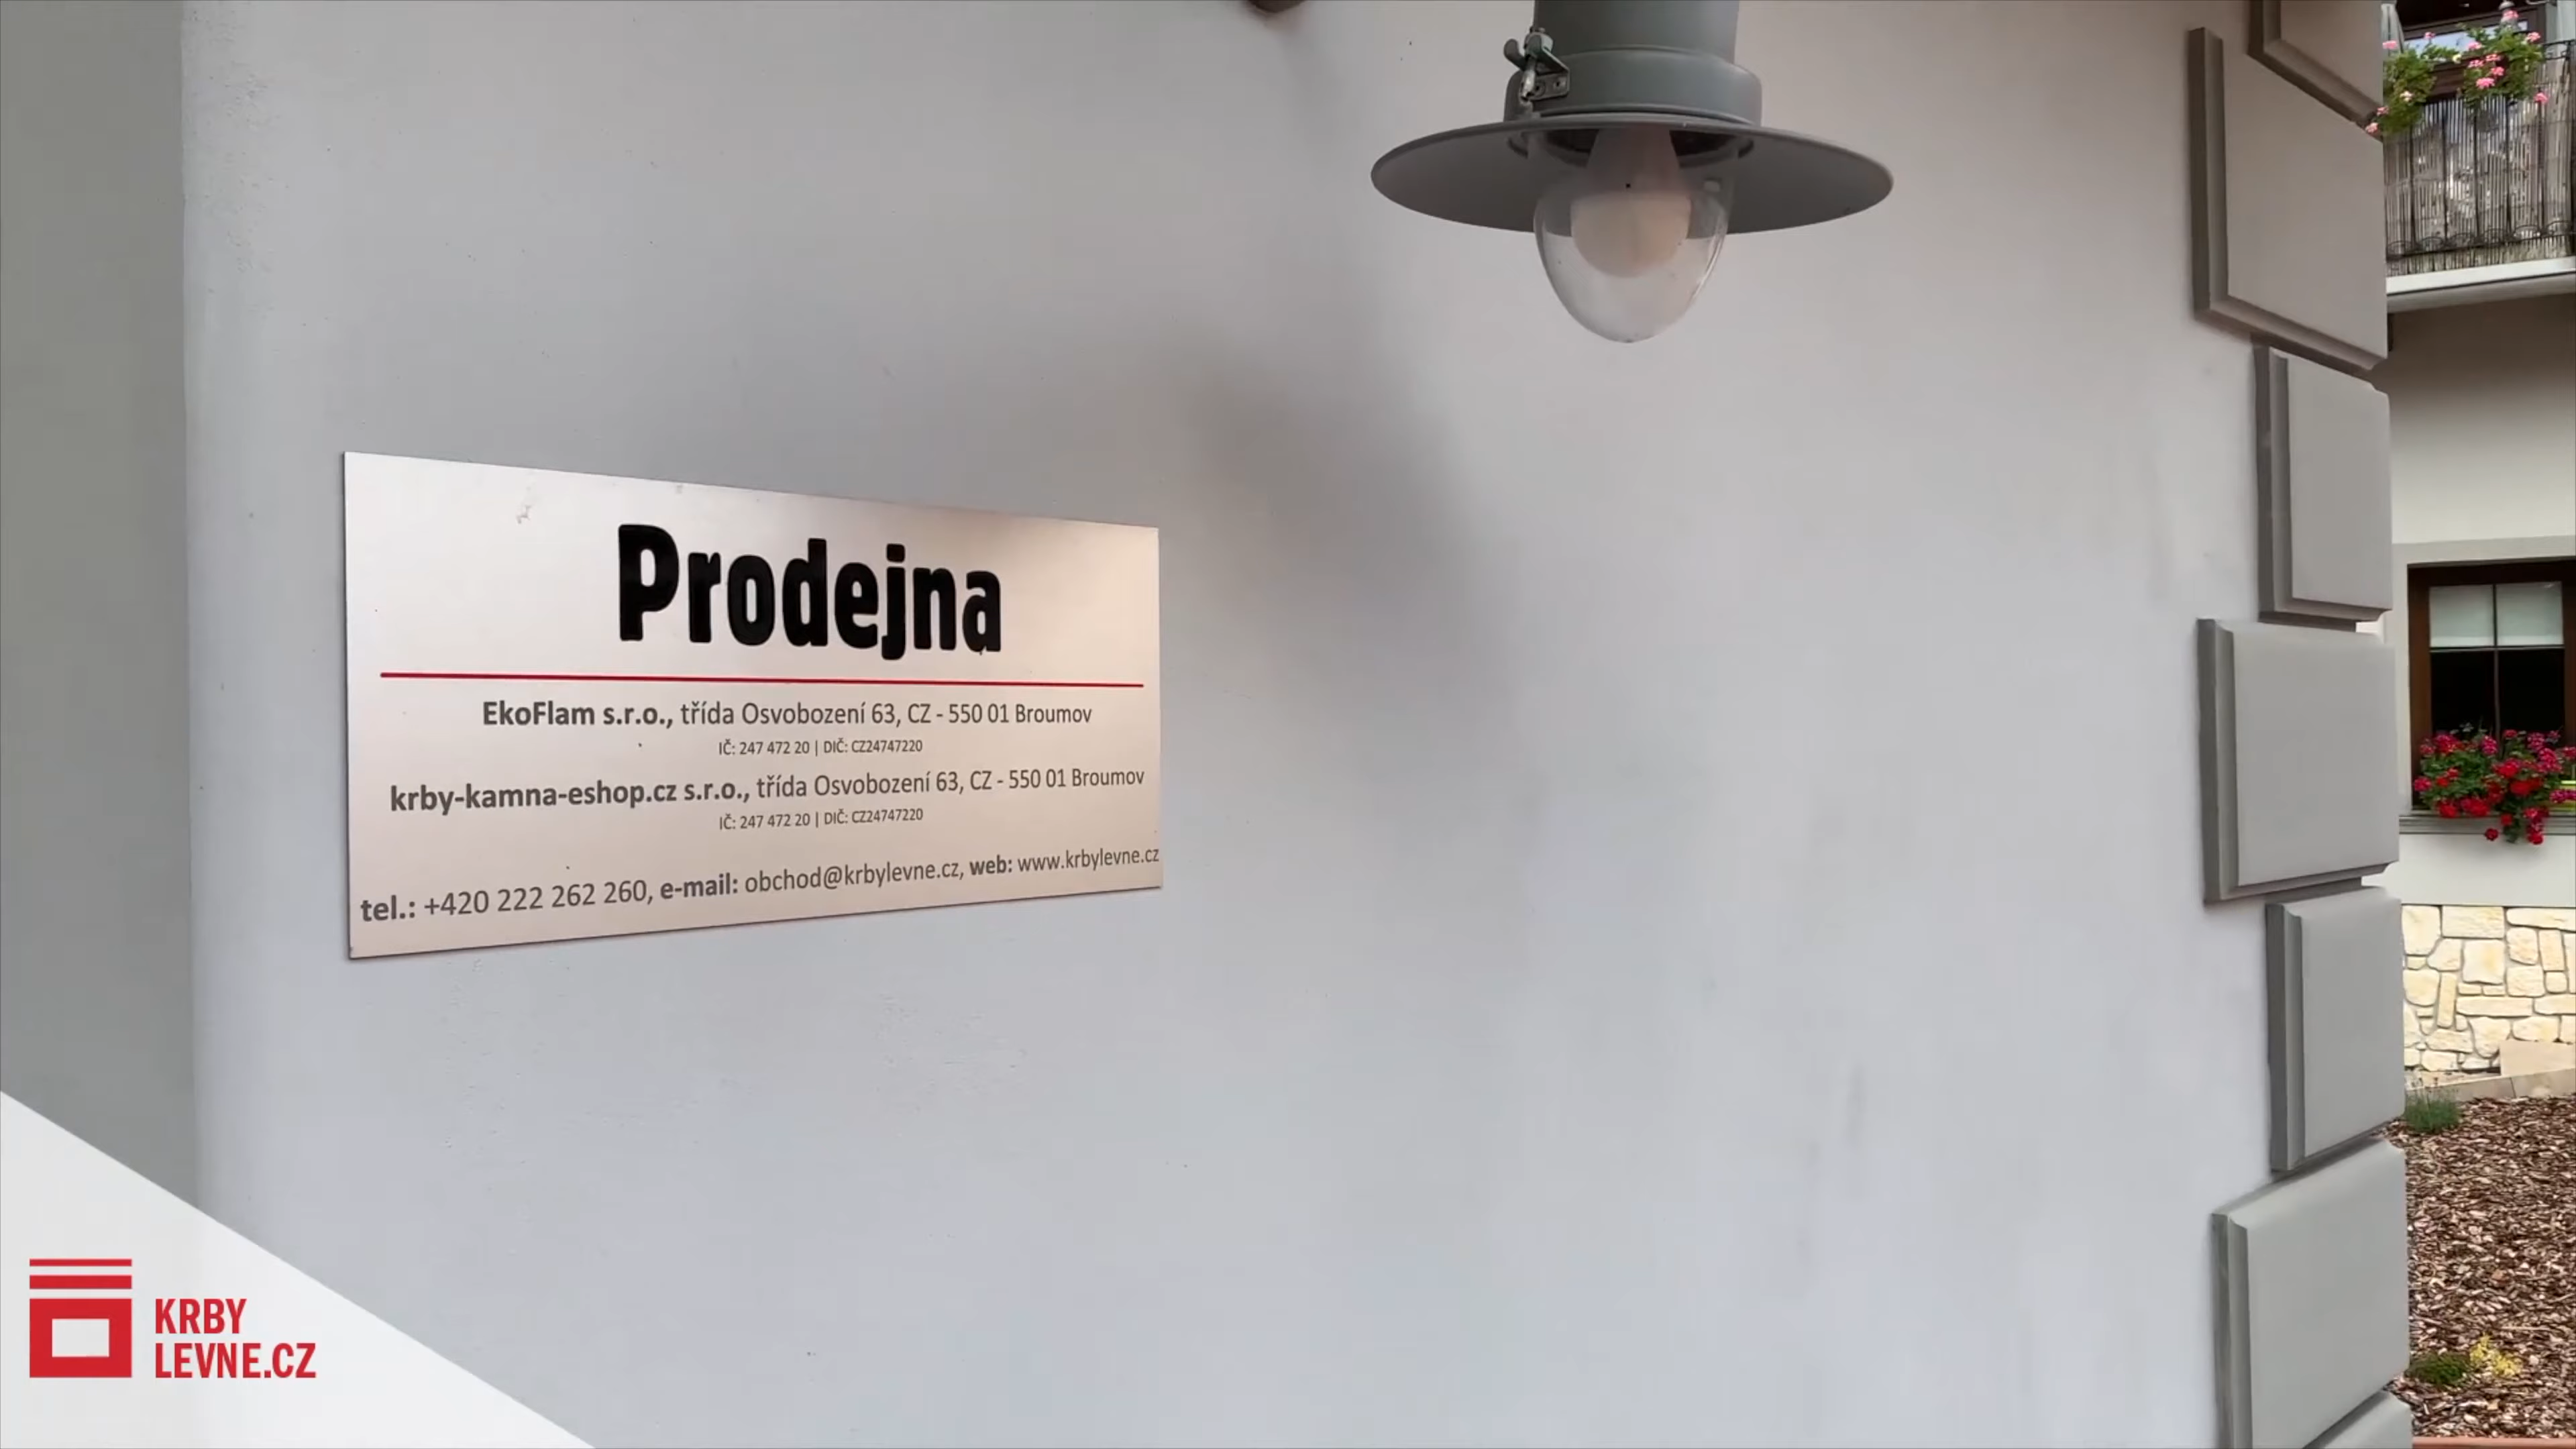 Prodejna
EkoFlam s.r.o., třída Osvobození 63, CZ - 550 01 Broumov
IČ: 247 472 20 | DIČ: CZ24747220
krby-kamna-eshop.cz s.r.o., třída Osvobození 63, CZ - 550 01 Broumov
IČ: 247 472 20 | DIČ: CZ24747220
tel.: +420 222 262 260, e-mail: obchod@krbylevne.cz, web: www.krbylevne.cz
KRBY
LEVNE.CZ